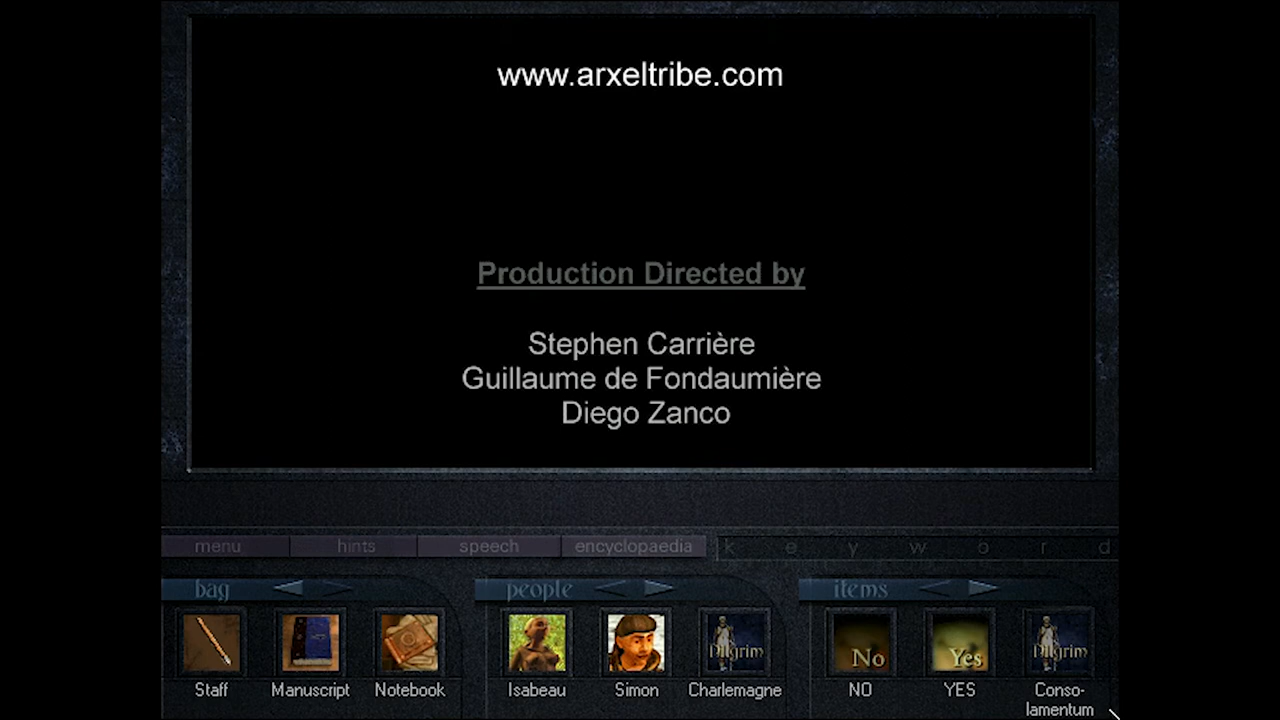 www.arxeltribe.com
Production Directed by
Stephen Carrière
Guillaume de Fondaumière
Diego Zanco
menu hints speech encyclopaedia keyword
bag people items
Pilgrim No Yes Pilgrim
Staff Manuscript Notebook Isabeau Simon Charlemagne NO YES Conso-
lamentum